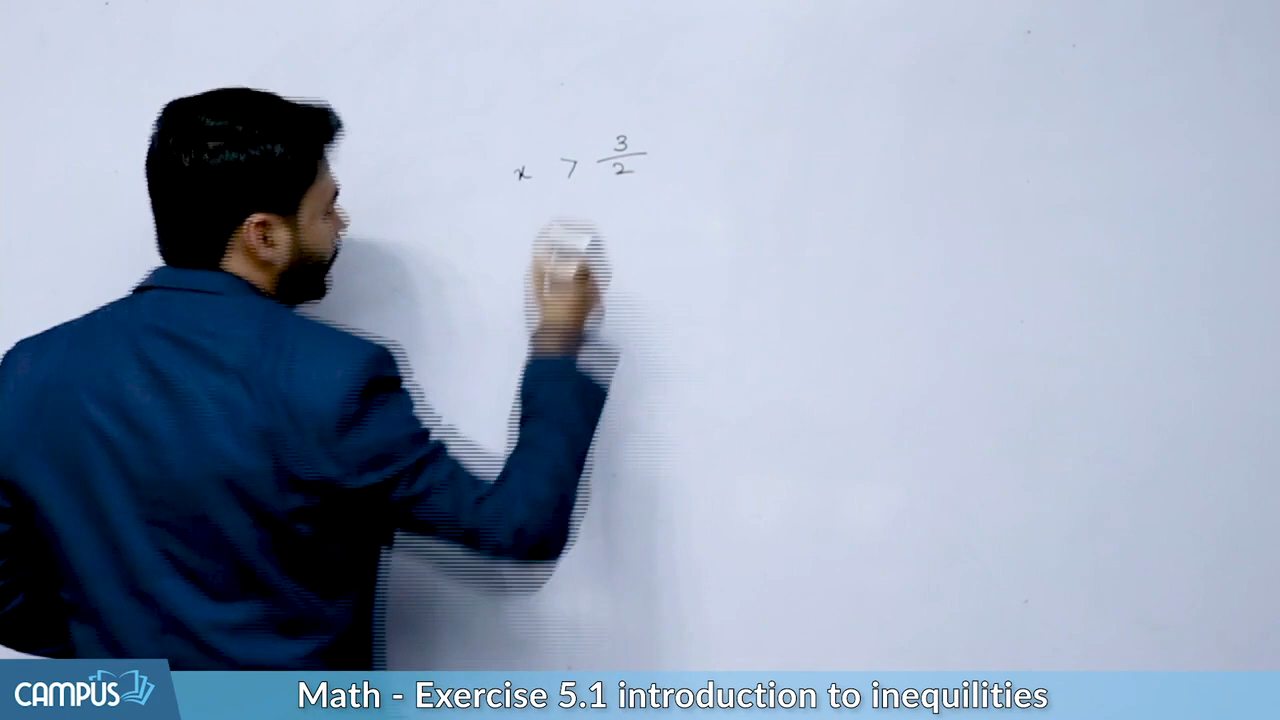 x > 3/2
CAMPUS
Math - Exercise 5.1 introduction to inequilities